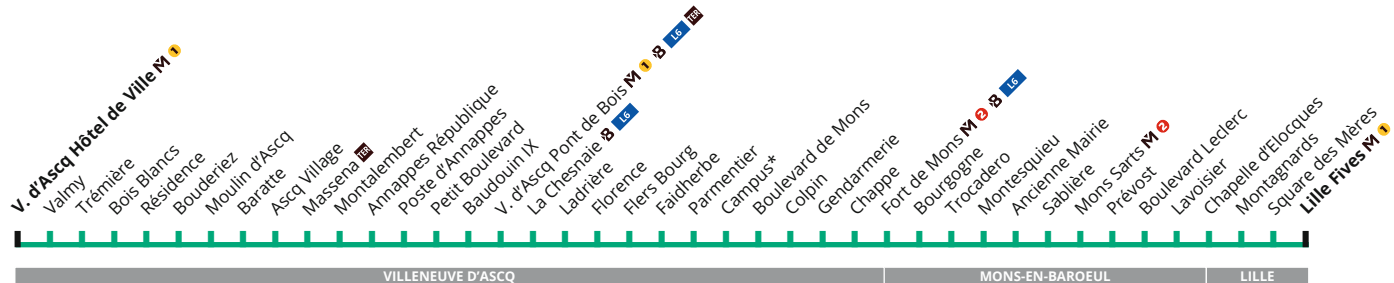 V. d'Ascq Hôtel de Ville M 1
Valmy
Trémière
Bois Blancs
Résidence
Bouderiez
Moulin d'Ascq
Baratte
Ascq Village
Massena TER
Montalembert
Annappes République
Poste d'Annappes
Petit Boulevard
Baudouin IX
V. d'Ascq Pont de Bois M 1 B L6 TER
La Chesnaie B L6
Ladrière
Florence
Flers Bourg
Faidherbe
Parmentier
Campus*
Boulevard de Mons
Colpin
Gendarmerie
Chappe
Fort de Mons M 2 B L6
Bourgogne
Trocadero
Montesquieu
Ancienne Mairie
Sablière
Mons Sarts M 2
Prévost
Boulevard Leclerc
Lavoisier
Chapelle d'Elocques
Montagnards
Square des Mères
Lille Fives M 1
VILLENEUVE D'ASCQ
MONS-EN-BAROEUL
LILLE